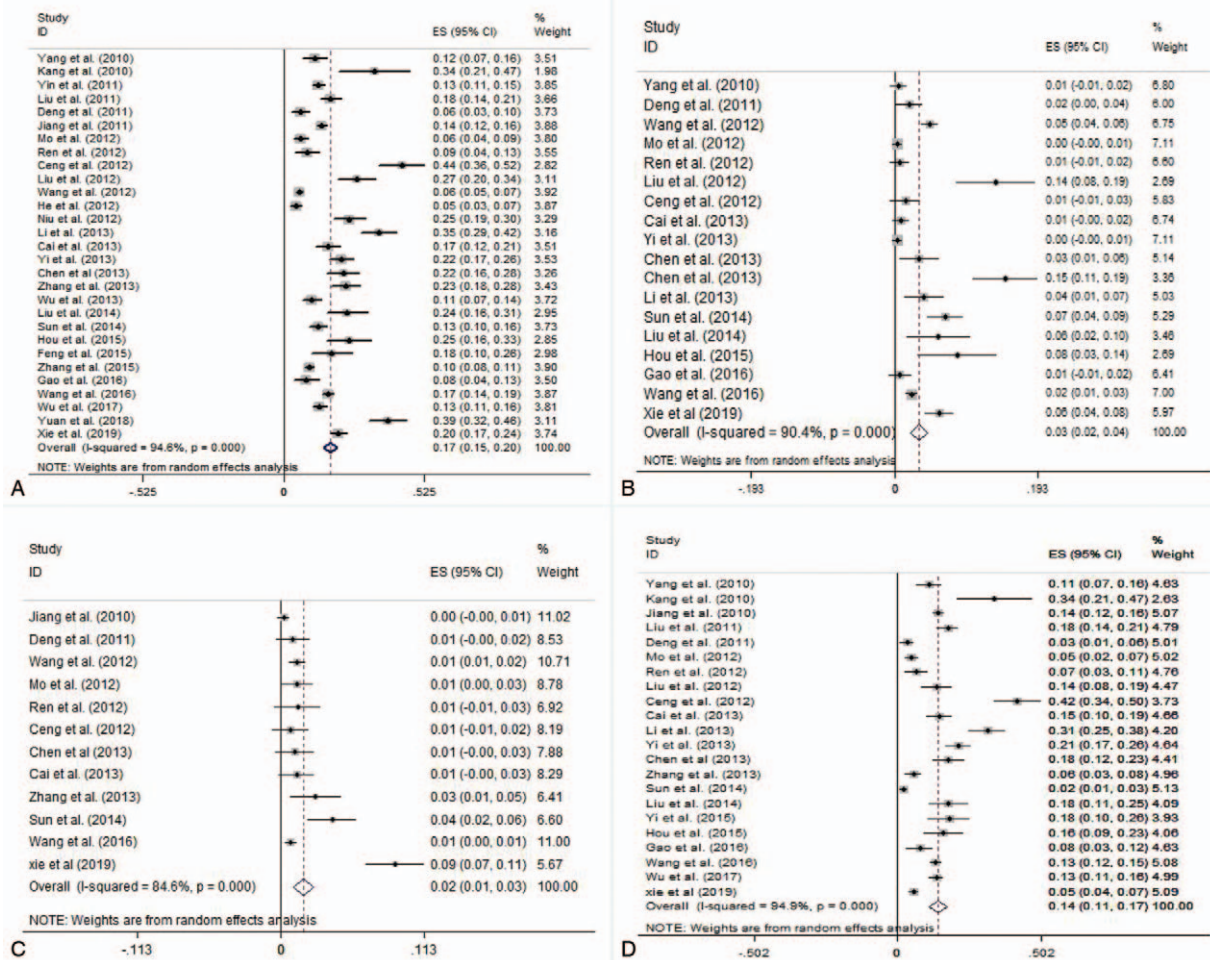 Study %
ID ES (95% CI) Weight
Yang et al. (2010) 0.12 (0.07, 0.16) 3.51
Kang et al. (2010) 0.34 (0.21, 0.47) 1.98
Yin et al. (2011) 0.13 (0.11, 0.15) 3.85
Liu et al. (2011) 0.18 (0.14, 0.21) 3.66
Deng et al. (2011) 0.06 (0.03, 0.10) 3.73
Jiang et al. (2011) 0.14 (0.12, 0.16) 3.88
Mo et al. (2012) 0.06 (0.04, 0.09) 3.80
Ren et al. (2012) 0.09 (0.04, 0.13) 3.55
Ceng et al. (2012) 0.44 (0.36, 0.52) 2.82
Liu et al. (2012) 0.27 (0.20, 0.34) 3.11
Wang et al. (2012) 0.06 (0.05, 0.07) 3.92
He et al. (2012) 0.05 (0.03, 0.07) 3.87
Niu et al. (2012) 0.25 (0.19, 0.30) 3.29
Li et al. (2013) 0.35 (0.29, 0.42) 3.16
Cai et al. (2013) 0.17 (0.12, 0.21) 3.51
Yi et al. (2013) 0.22 (0.17, 0.26) 3.53
Chen et al (2013) 0.22 (0.16, 0.28) 3.26
Zhang et al. (2013) 0.23 (0.18, 0.28) 3.43
Wu et al. (2013) 0.11 (0.07, 0.14) 3.72
Liu et al. (2014) 0.24 (0.16, 0.31) 2.95
Sun et al. (2014) 0.13 (0.10, 0.16) 3.73
Hou et al. (2015) 0.25 (0.16, 0.33) 2.85
Feng et al. (2015) 0.18 (0.10, 0.26) 2.98
Zhang et al. (2015) 0.10 (0.08, 0.11) 3.90
Gao et al. (2016) 0.08 (0.04, 0.13) 3.50
Wang et al. (2016) 0.17 (0.14, 0.19) 3.87
Wu et al. (2017) 0.13 (0.11, 0.16) 3.81
Yuan et al. (2018) 0.39 (0.32, 0.46) 3.11
Xie et al. (2019) 0.20 (0.17, 0.24) 3.74
Overall (I-squared = 94.6%, p = 0.000) 0.17 (0.15, 0.20) 100.00
NOTE: Weights are from random effects analysis
A
-.525 0 .525
Study %
ID ES (95% CI) Weight
Yang et al. (2010) 0.01 (-0.01, 0.02) 6.80
Deng et al. (2011) 0.02 (0.00, 0.04) 6.00
Wang et al. (2012) 0.05 (0.04, 0.06) 6.75
Mo et al. (2012) 0.00 (-0.00, 0.01) 7.11
Ren et al. (2012) 0.01 (-0.01, 0.02) 6.60
Liu et al. (2012) 0.14 (0.08, 0.19) 2.69
Ceng et al. (2012) 0.01 (-0.01, 0.03) 5.83
Cai et al. (2013) 0.01 (-0.00, 0.02) 6.74
Yi et al. (2013) 0.00 (-0.00, 0.01) 7.11
Chen et al. (2013) 0.03 (0.01, 0.06) 5.14
Chen et al. (2013) 0.15 (0.11, 0.19) 3.36
Li et al. (2013) 0.04 (0.01, 0.07) 5.03
Sun et al. (2014) 0.07 (0.04, 0.09) 5.29
Liu et al. (2014) 0.06 (0.02, 0.10) 3.46
Hou et al. (2015) 0.08 (0.03, 0.14) 2.69
Gao et al. (2016) 0.01 (-0.01, 0.02) 6.41
Wang et al. (2016) 0.02 (0.01, 0.03) 7.00
Xie et al. (2019) 0.06 (0.04, 0.08) 5.97
Overall (I-squared = 90.4%, p = 0.000) 0.03 (0.02, 0.04) 100.00
NOTE: Weights are from random effects analysis
B
-.193 0 .193
Study %
ID ES (95% CI) Weight
Jiang et al. (2010) 0.00 (-0.00, 0.01) 11.02
Deng et al. (2011) 0.01 (-0.00, 0.02) 8.53
Wang et al. (2012) 0.01 (0.01, 0.02) 10.71
Mo et al. (2012) 0.01 (0.00, 0.03) 8.78
Ren et al. (2012) 0.01 (-0.01, 0.03) 6.92
Ceng et al. (2012) 0.01 (-0.01, 0.02) 8.19
Chen et al (2013) 0.01 (-0.00, 0.03) 7.88
Cai et al. (2013) 0.01 (-0.00, 0.03) 8.29
Zhang et al. (2013) 0.03 (0.01, 0.05) 6.41
Sun et al. (2014) 0.04 (0.02, 0.06) 6.60
Wang et al. (2016) 0.01 (0.00, 0.01) 11.00
xie et al (2019) 0.09 (0.07, 0.11) 5.67
Overall (I-squared = 84.6%, p = 0.000) 0.02 (0.01, 0.03) 100.00
NOTE: Weights are from random effects analysis
C
-.113 0 .113
Study %
ID ES (95% CI) Weight
Yang et al. (2010) 0.11 (0.07, 0.16) 4.63
Kang et al. (2010) 0.34 (0.21, 0.47) 2.63
Jiang et al. (2010) 0.14 (0.12, 0.16) 5.07
Liu et al. (2011) 0.18 (0.14, 0.21) 4.79
Deng et al. (2011) 0.03 (0.01, 0.06) 5.01
Mo et al. (2012) 0.05 (0.02, 0.07) 5.02
Ren et al. (2012) 0.07 (0.03, 0.11) 4.76
Liu et al. (2012) 0.14 (0.08, 0.19) 4.47
Ceng et al. (2012) 0.42 (0.34, 0.50) 3.73
Cai et al. (2013) 0.15 (0.10, 0.19) 4.66
Li et al. (2013) 0.31 (0.25, 0.38) 4.20
Yi et al. (2013) 0.21 (0.17, 0.26) 4.64
Chen et al (2013) 0.18 (0.12, 0.23) 4.41
Zhang et al. (2013) 0.06 (0.03, 0.08) 4.96
Sun et al. (2014) 0.02 (0.01, 0.03) 5.13
Liu et al. (2014) 0.18 (0.11, 0.25) 4.09
Yi et al. (2015) 0.18 (0.10, 0.26) 3.93
Hou et al. (2015) 0.16 (0.09, 0.23) 4.06
Gao et al. (2016) 0.08 (0.03, 0.12) 4.63
Wang et al. (2016) 0.13 (0.12, 0.15) 5.08
Wu et al. (2017) 0.13 (0.11, 0.16) 4.99
xie et al (2019) 0.05 (0.04, 0.07) 5.09
Overall (I-squared = 94.9%, p = 0.000) 0.14 (0.11, 0.17) 100.00
NOTE: Weights are from random effects analysis
D
-.502 0 .502